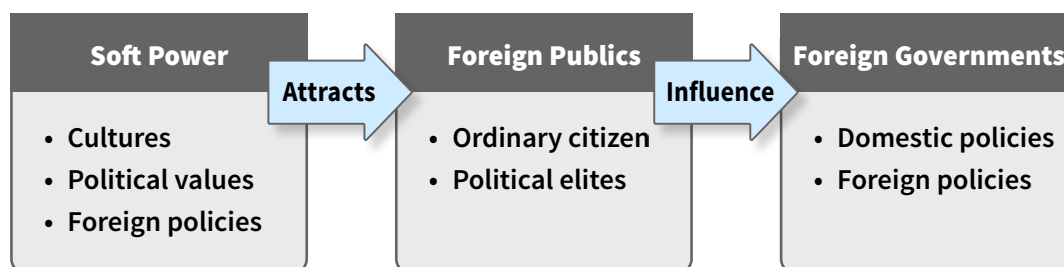 Soft Power
Attracts
Foreign Publics
Influence
Foreign Governments
• Cultures
• Political values
• Foreign policies
• Ordinary citizen
• Political elites
• Domestic policies
• Foreign policies